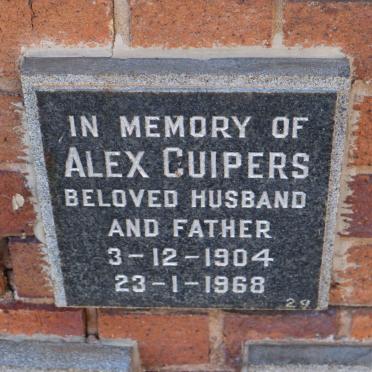 IN MEMORY OF
ALEX CUIPERS
BELOVED HUSBAND
AND FATHER
3-12-1904
23-1-1968
29